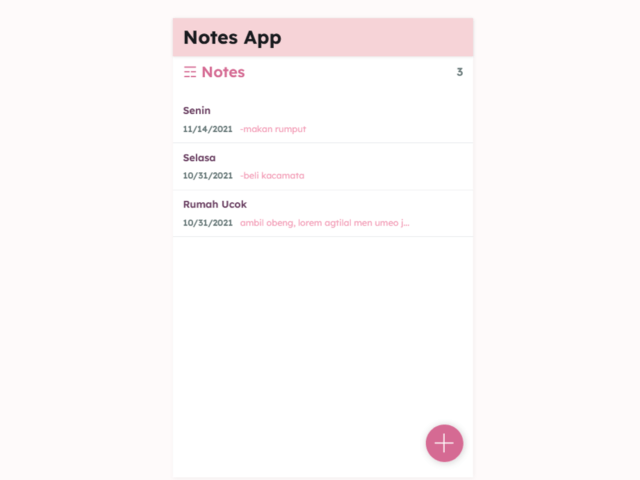 Notes App
Notes 3
Senin
11/14/2021 -makan rumput
Selasa
10/31/2021 -beli kacamata
Rumah Ucok
10/31/2021 ambil obeng, lorem agtilal men umeo j...